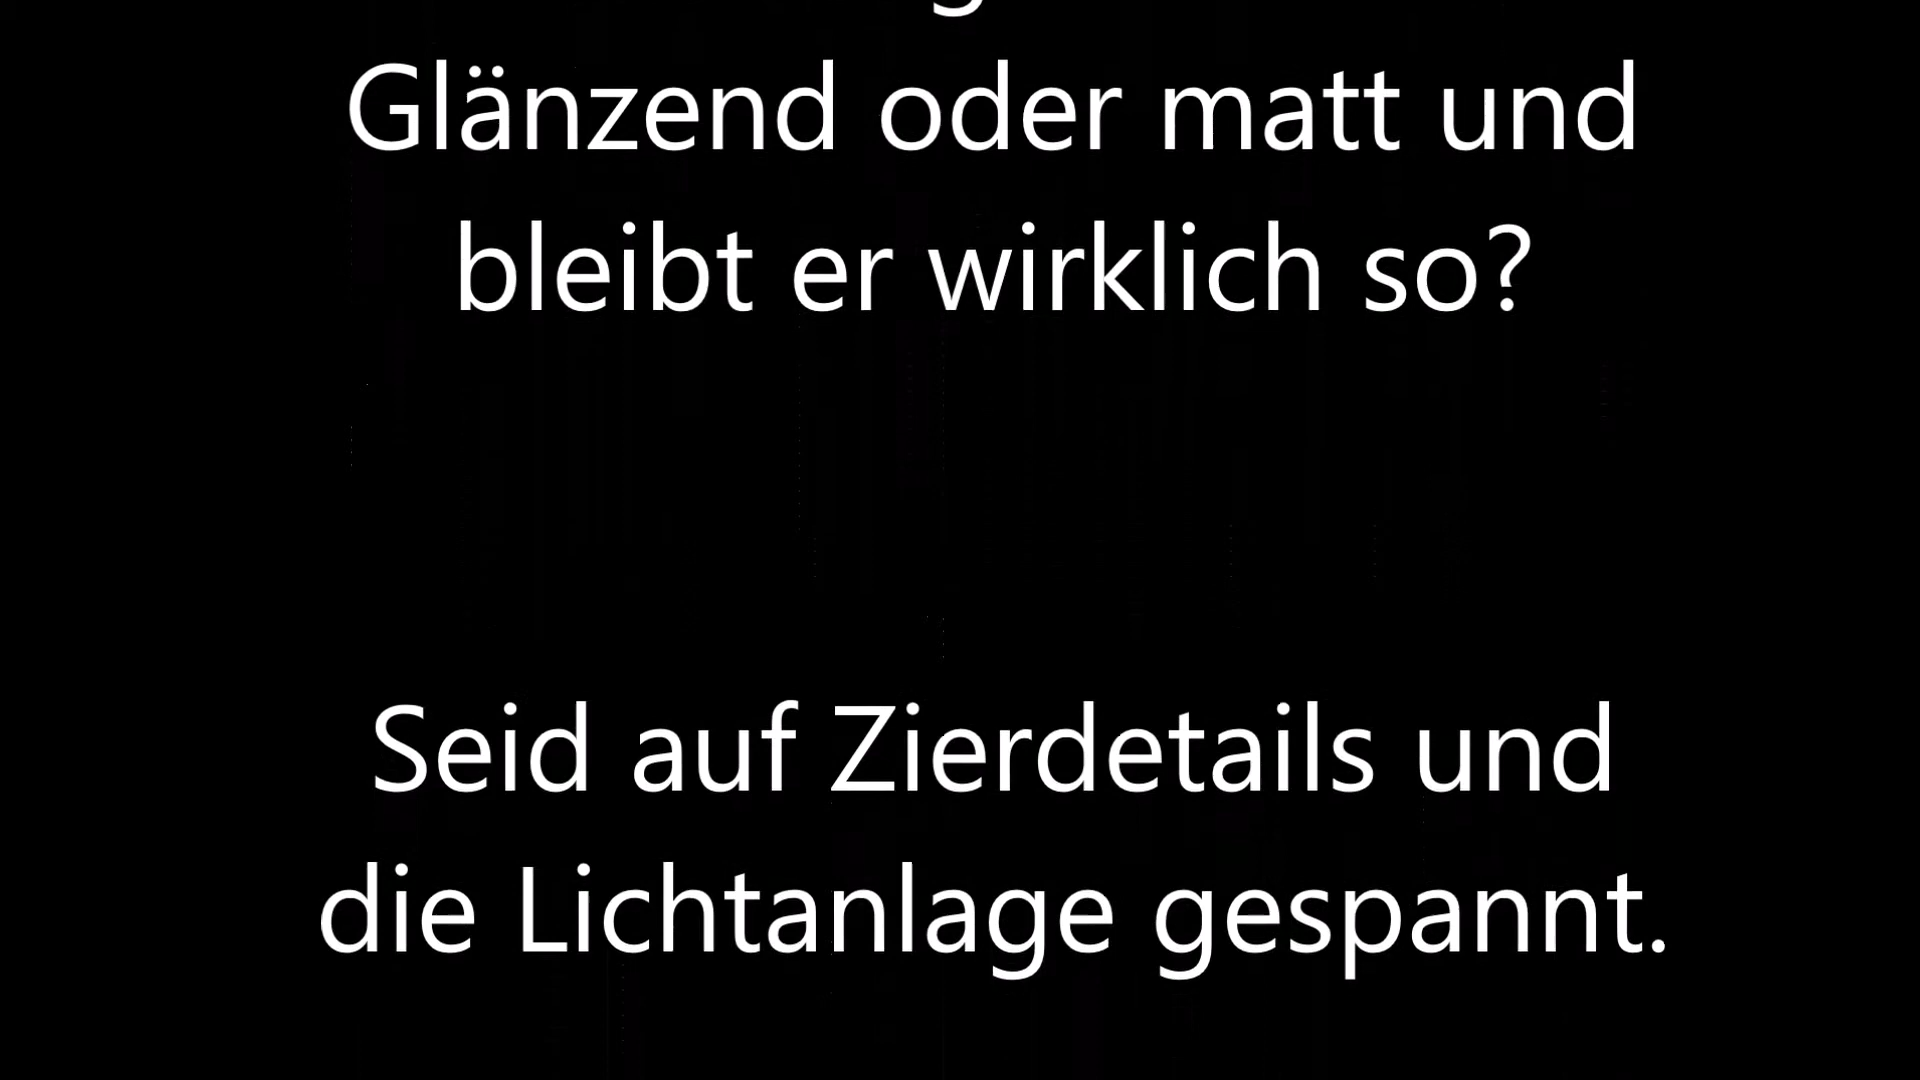 Glänzend oder matt und
bleibt er wirklich so?
Seid auf Zierdetails und
die Lichtanlage gespannt.